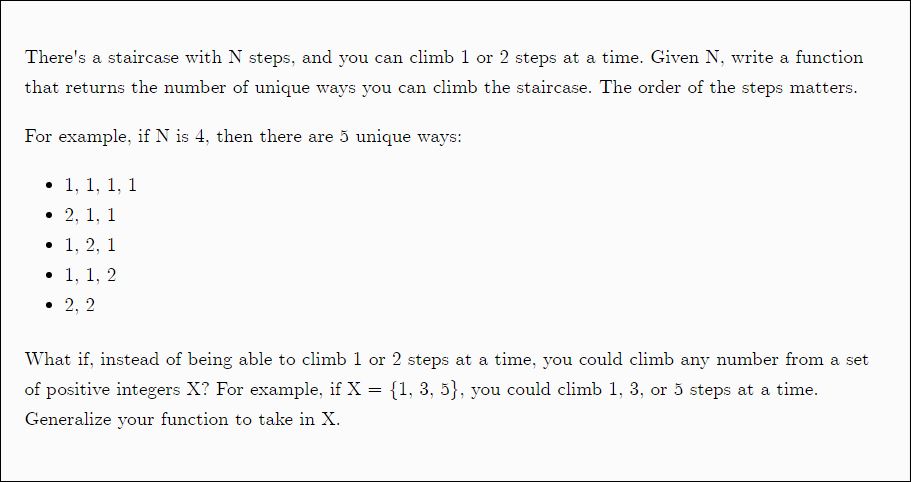 There's a staircase with N steps, and you can climb 1 or 2 steps at a time. Given N, write a function
that returns the number of unique ways you can climb the staircase. The order of the steps matters.
For example, if N is 4, then there are 5 unique ways:
• 1, 1, 1, 1
• 2, 1, 1
• 1, 2, 1
• 1, 1, 2
• 2, 2
What if, instead of being able to climb 1 or 2 steps at a time, you could climb any number from a set
of positive integers X? For example, if X = {1, 3, 5}, you could climb 1, 3, or 5 steps at a time.
Generalize your function to take in X.